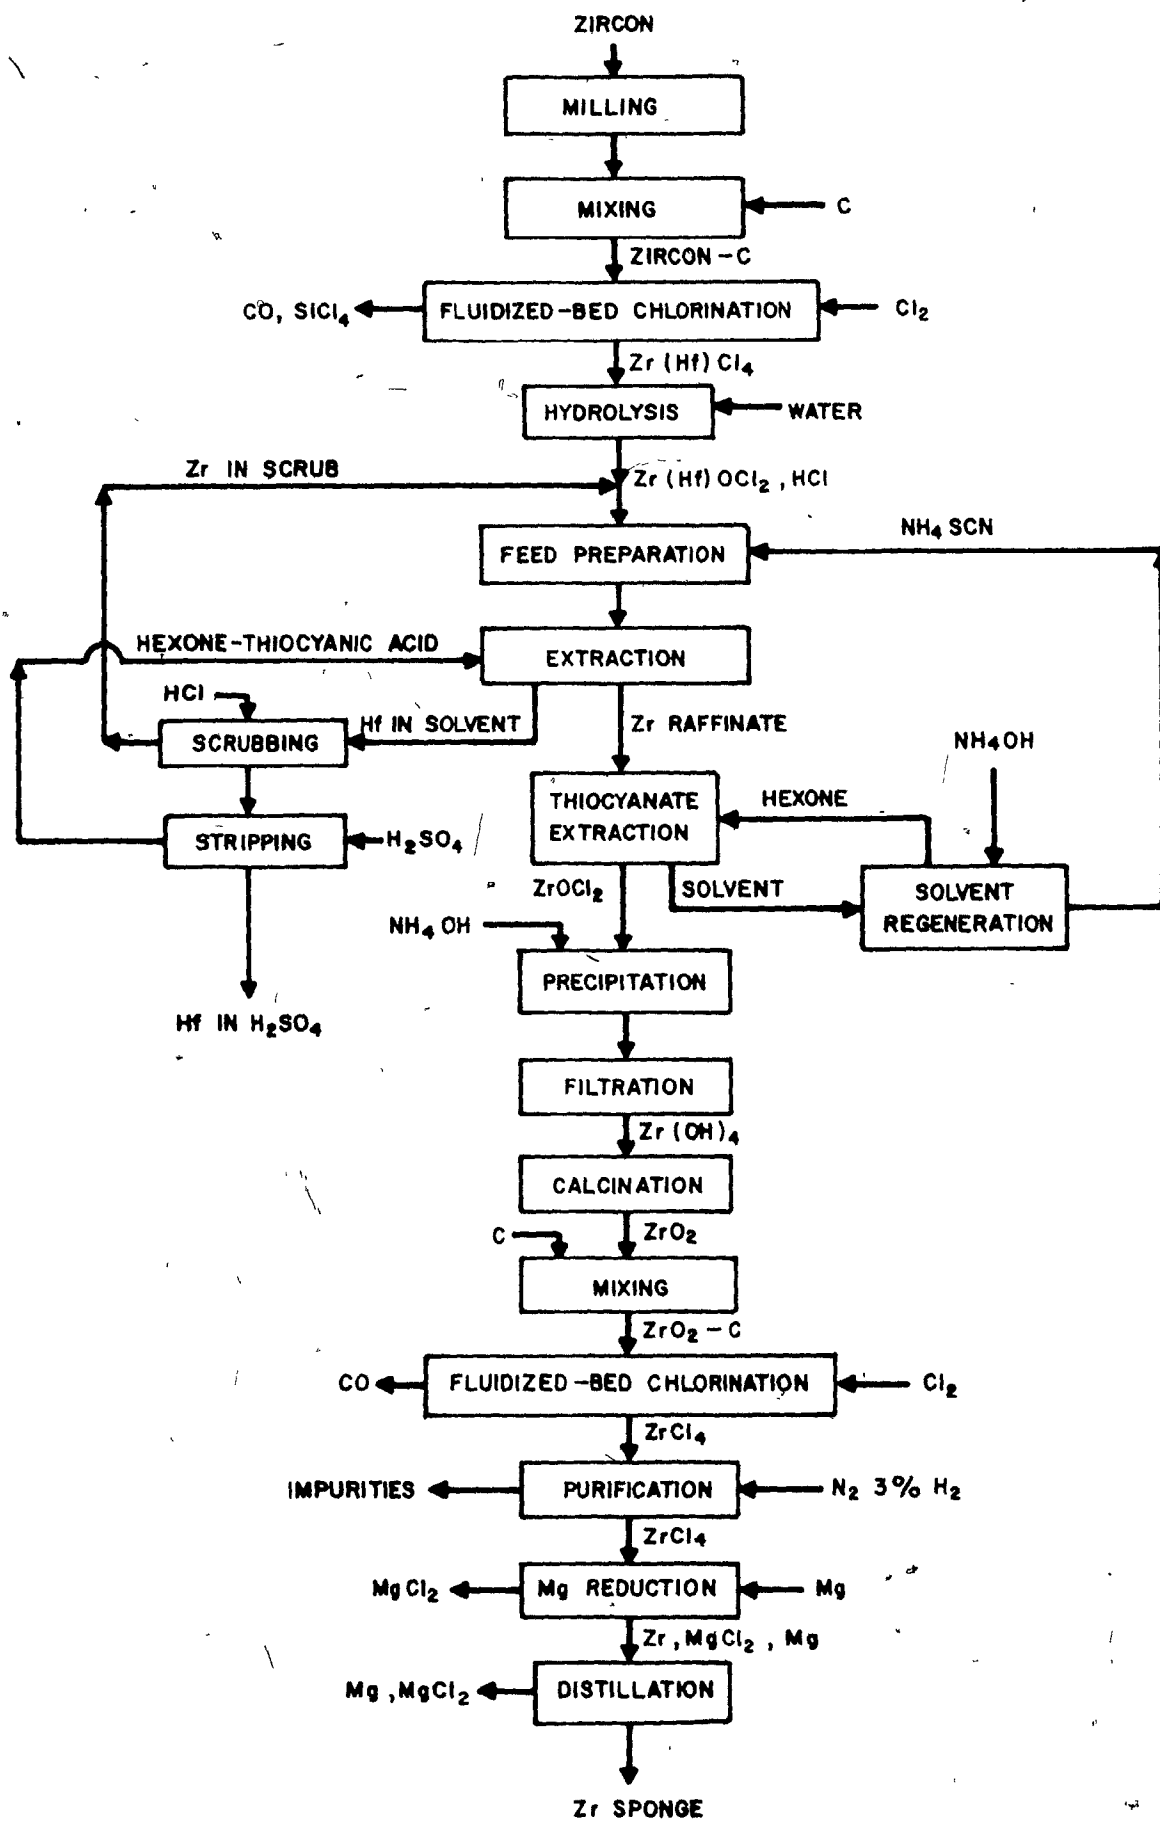 ZIRCON
MILLING
MIXING
C
ZIRCON-C
CO, SiCl4
FLUIDIZED-BED CHLORINATION
Cl2
Zr (Hf) Cl4
HYDROLYSIS
WATER
Zr IN SCRUB
Zr (Hf) OCl2, HCl
NH4 SCN
FEED PREPARATION
HEXONE-THIOCYANIC ACID
EXTRACTION
HCl
Hf IN SOLVENT
Zr RAFFINATE
SCRUBBING
NH4OH
THIOCYANATE
EXTRACTION
HEXONE
STRIPPING
H2SO4
ZrOCl2
SOLVENT
SOLVENT
REGENERATION
NH4 OH
PRECIPITATION
Hf IN H2SO4
FILTRATION
Zr (OH)4
CALCINATION
C
ZrO2
MIXING
ZrO2-C
CO
FLUIDIZED-BED CHLORINATION
Cl2
ZrCl4
IMPURITIES
PURIFICATION
N2 3% H2
ZrCl4
MgCl2
Mg REDUCTION
Mg
Zr, MgCl2, Mg
Mg, MgCl2
DISTILLATION
Zr SPONGE